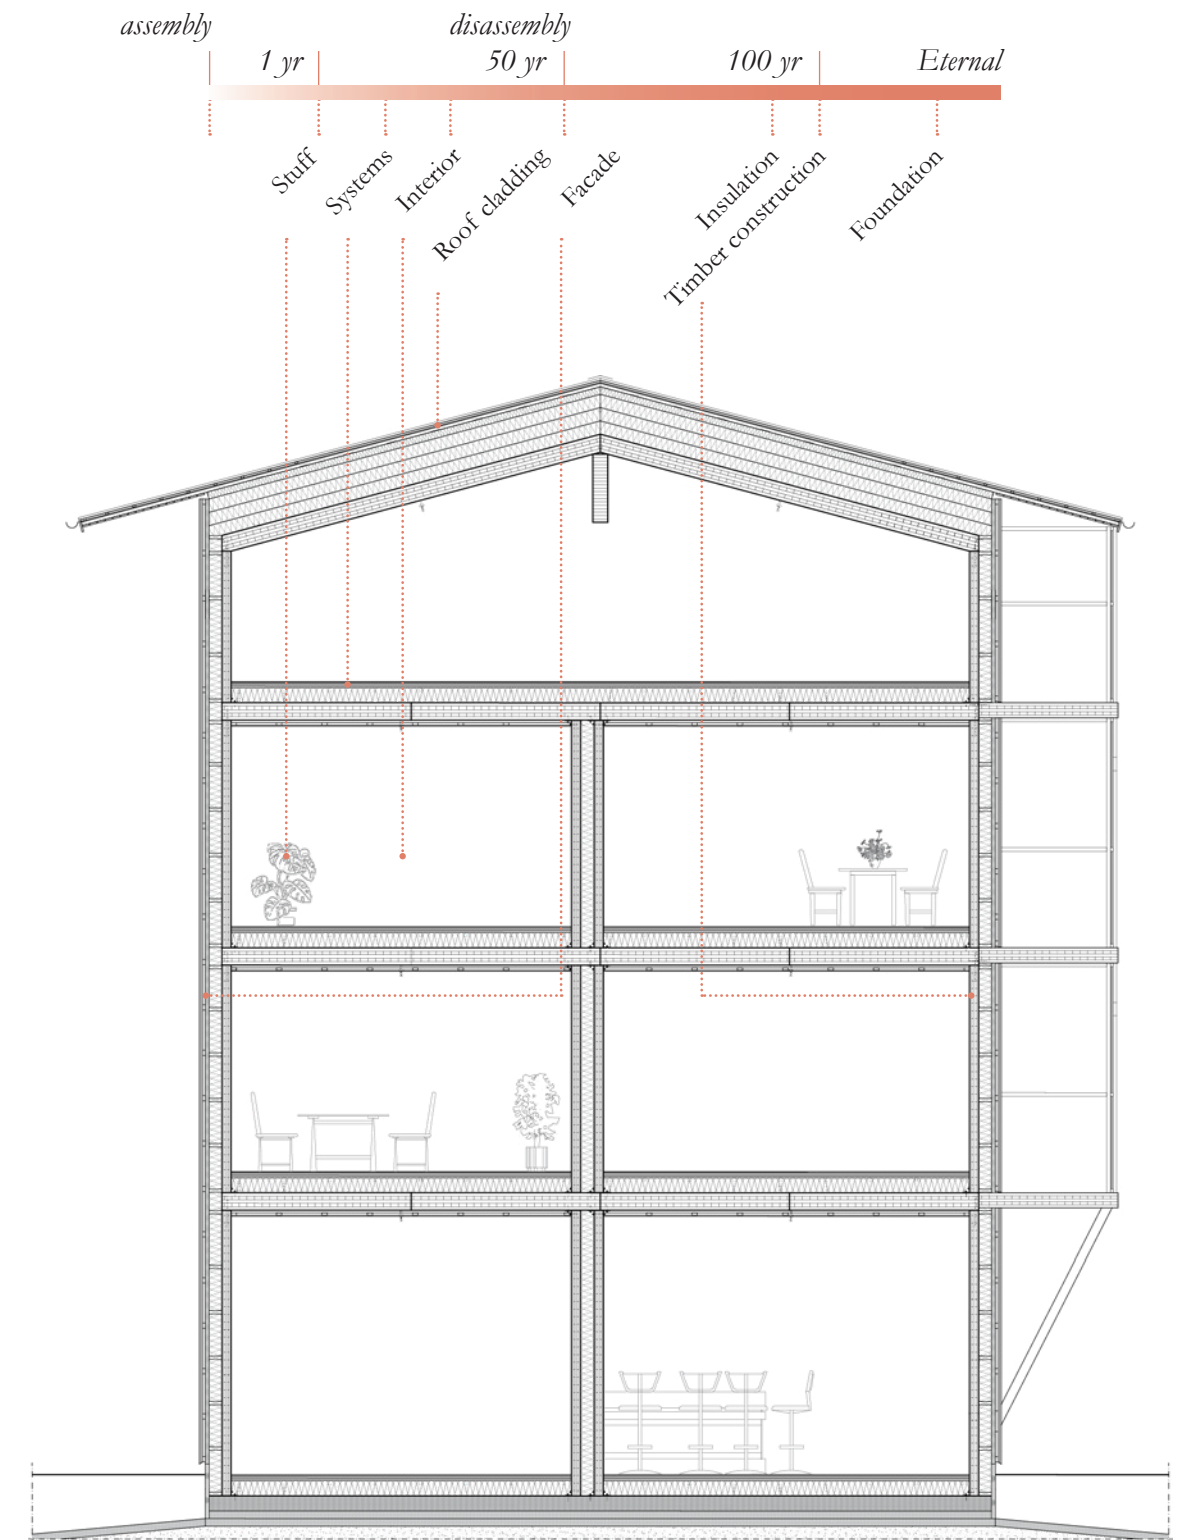 assembly
disassembly
1 yr
50 yr
100 yr
Eternal
Stuff
Systems
Interior
Roof cladding
Facade
Insulation
Timber construction
Foundation